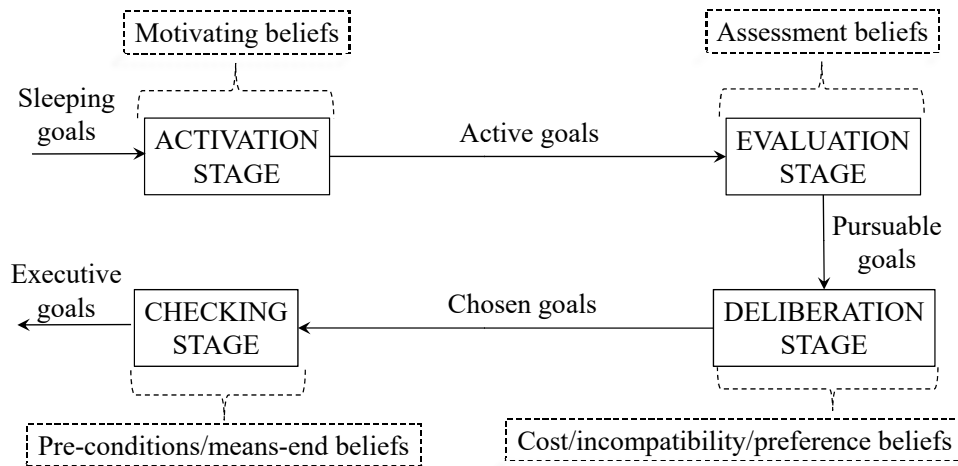 Motivating beliefs
Assessment beliefs
Sleeping
goals
ACTIVATION
STAGE
Active goals
EVALUATION
STAGE
Pursuable
goals
Executive
goals
CHECKING
STAGE
Chosen goals
DELIBERATION
STAGE
Pre-conditions/means-end beliefs
Cost/incompatibility/preference beliefs